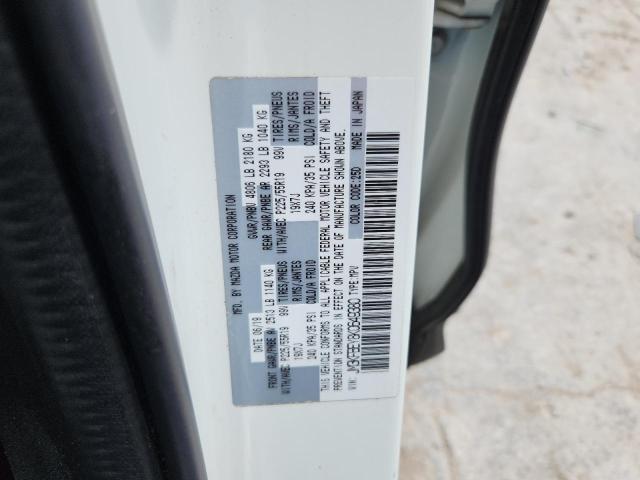 MFD. BY MAZDA MOTOR CORPORATION
DATE 06/19 GVWR/PNBV 4806 LB 2180 KG
FRONT GAWR/PNBE A 2513 LB 1140 KG REAR GAWR/PNBE AR 2293 LB 1040 KG
WITH/AVEC P225/55R19 99V TIRES/PNEUS WITH/AVEC P225/55R19 99V TIRES/PNEUS
19X7J RIMS/JANTES 19X7J RIMS/JANTES
240 KPA/35 PSI COLD/A FROID 240 KPA/35 PSI COLD/A FROID
THIS VEHICLE CONFORMS TO ALL APPLICABLE FEDERAL MOTOR VEHICLE SAFETY AND THEFT
PREVENTION STANDARDS IN EFFECT ON THE DATE OF MANUFACTURE SHOWN ABOVE.
VIN: TYPE:MPV COLOR CODE:25D MADE IN JAPAN